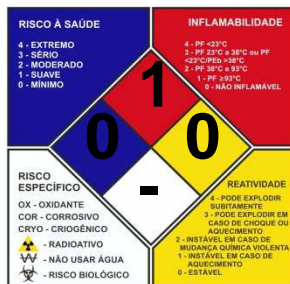 RISCO À SAÚDE
4 - EXTREMO
3 - SÉRIO
2 - MODERADO
1 - SUAVE
0 - MÍNIMO
INFLAMABILIDADE
4 - PF <23°C
3 - PF 23°C a 38°C ou PF
<23°C/PEb >38°C
2 - PF 38°C e 93°C
1 - PF ≥93°C
0 - NÃO INFLAMÁVEL
1
0
0
-
RISCO
ESPECÍFICO
OX - OXIDANTE
COR - CORROSIVO
CRYO - CRIOGÊNICO
- RADIOATIVO
W - NÃO USAR ÁGUA
- RISCO BIOLÓGICO
REATIVIDADE
4 - PODE EXPLODIR
SUBITAMENTE
3 - PODE EXPLODIR EM
CASO DE CHOQUE OU
AQUECIMENTO
2 - INSTÁVEL EM CASO DE
MUDANÇA QUÍMICA VIOLENTA
1 - INSTÁVEL EM CASO DE
AQUECIMENTO
0 - ESTÁVEL